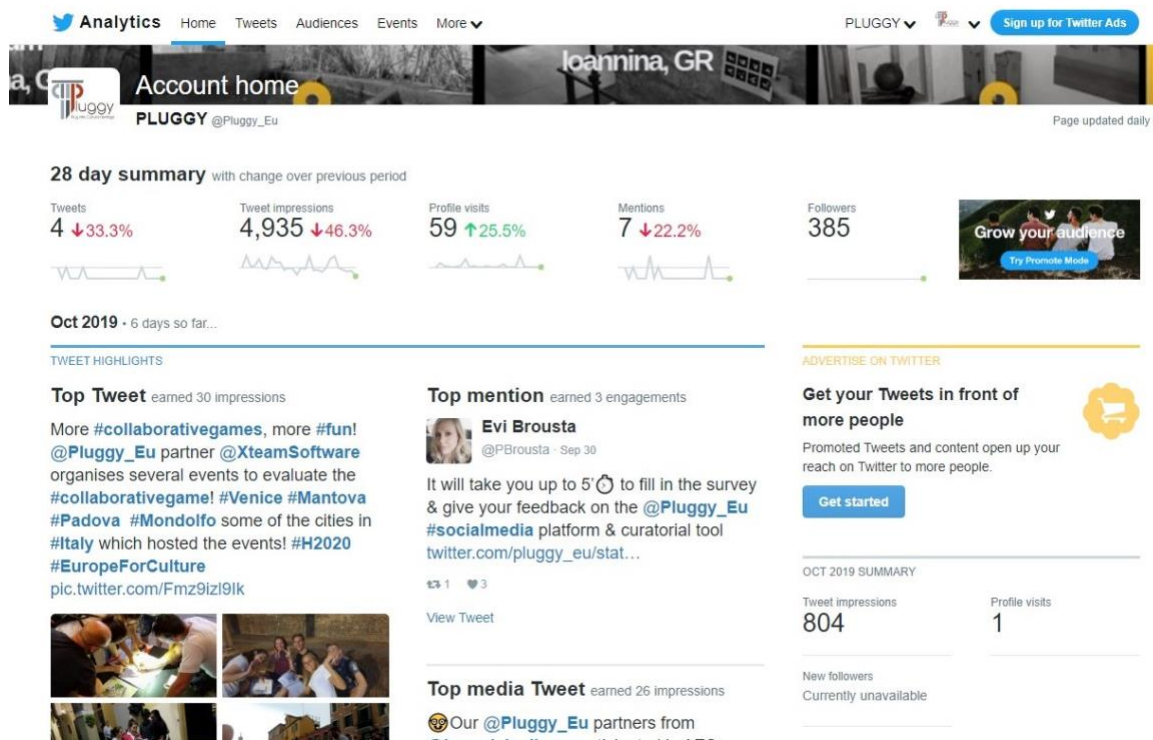 Analytics Home Tweets Audiences Events More
PLUGGY
Sign up for Twitter Ads
Ioannina, GR
Pluggy
Account home
PLUGGY @Pluggy_Eu
Page updated daily
28 day summary with change over previous period
Tweets
4 ↓33.3%
Tweet impressions
4,935 ↓46.3%
Profile visits
59 ↑25.5%
Mentions
7 ↓22.2%
Followers
385
Grow your audience
Try Promote Mode
Oct 2019 • 6 days so far...
TWEET HIGHLIGHTS
Top Tweet earned 30 impressions
More #collaborativegames, more #fun!
@Pluggy_Eu partner @XteamSoftware
organises several events to evaluate the
#collaborativegame! #Venice #Mantova
#Padova #Mondolfo some of the cities in
#Italy which hosted the events! #H2020
#EuropeForCulture
pic.twitter.com/Fmz9izl9Ik
Top mention earned 3 engagements
Evi Brousta
@PBrousta · Sep 30
It will take you up to 5'⏱ to fill in the survey
& give your feedback on the @Pluggy_Eu
#socialmedia platform & curatorial tool
twitter.com/pluggy_eu/stat…
1 3
View Tweet
Top media Tweet earned 26 impressions
🤓Our @Pluggy_Eu partners from
ADVERTISE ON TWITTER
Get your Tweets in front of
more people
Promoted Tweets and content open up your
reach on Twitter to more people.
Get started
OCT 2019 SUMMARY
Tweet impressions
804
Profile visits
1
New followers
Currently unavailable